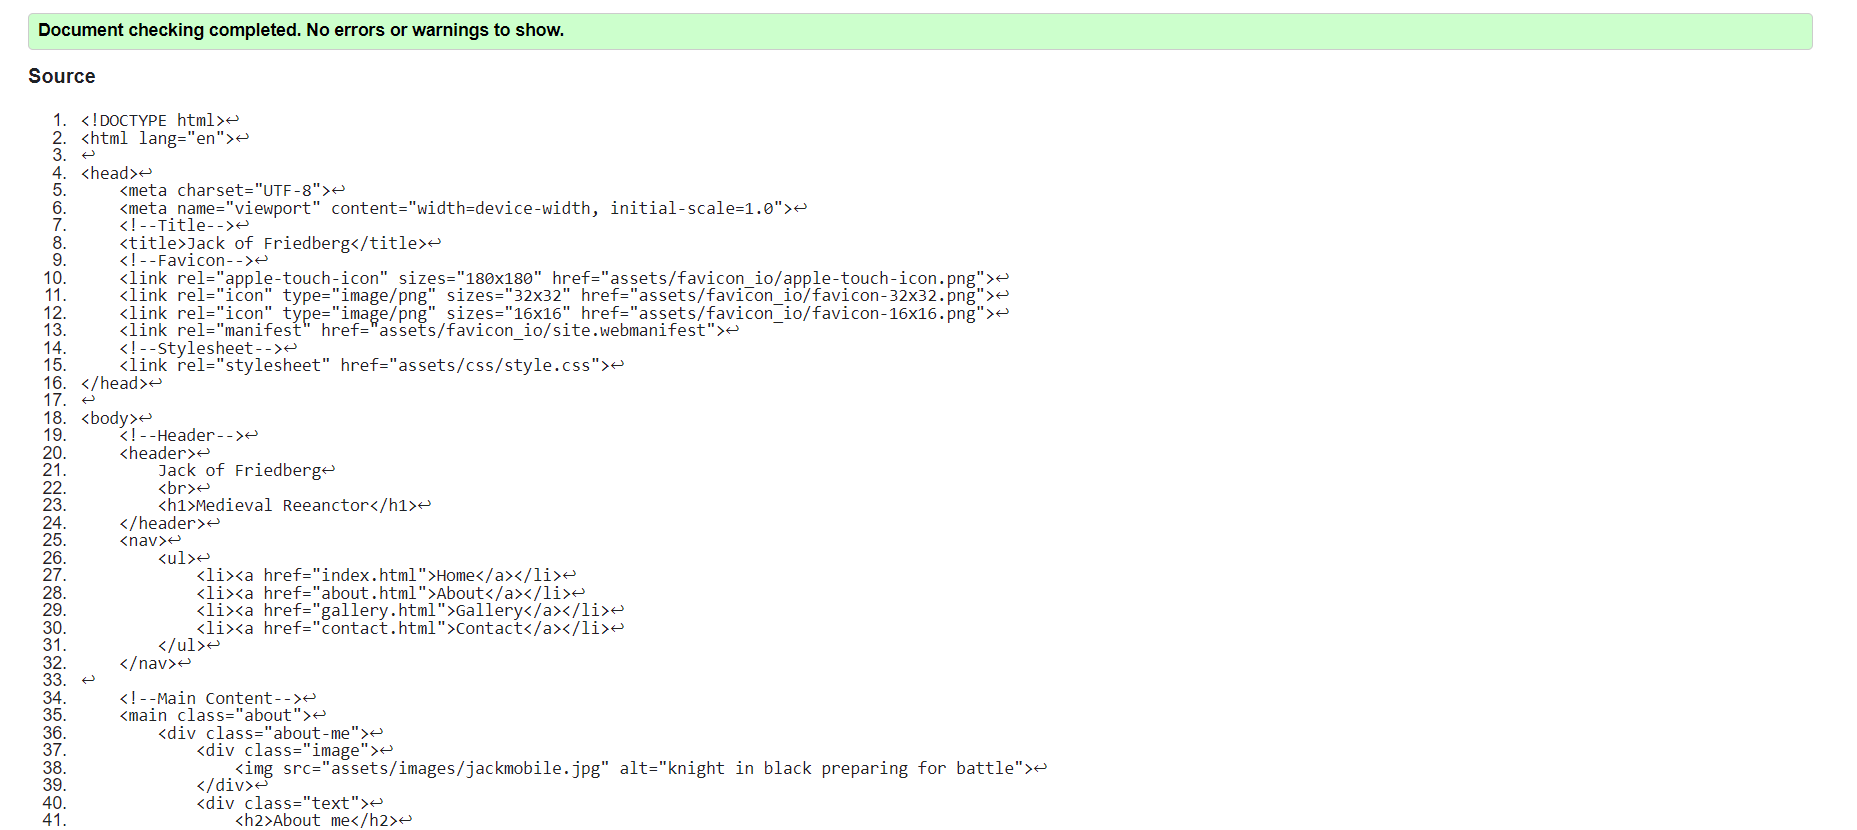 Document checking completed. No errors or warnings to show.
Source
1. <!DOCTYPE html>↩
2. <html lang="en">↩
3. ↩
4. <head>↩
5.     <meta charset="UTF-8">↩
6.     <meta name="viewport" content="width=device-width, initial-scale=1.0">↩
7.     <!--Title-->↩
8.     <title>Jack of Friedberg</title>↩
9.     <!--Favicon-->↩
10.     <link rel="apple-touch-icon" sizes="180x180" href="assets/favicon_io/apple-touch-icon.png">↩
11.     <link rel="icon" type="image/png" sizes="32x32" href="assets/favicon_io/favicon-32x32.png">↩
12.     <link rel="icon" type="image/png" sizes="16x16" href="assets/favicon_io/favicon-16x16.png">↩
13.     <link rel="manifest" href="assets/favicon_io/site.webmanifest">↩
14.     <!--Stylesheet-->↩
15.     <link rel="stylesheet" href="assets/css/style.css">↩
16. </head>↩
17. ↩
18. <body>↩
19.     <!--Header-->↩
20.     <header>↩
21.         Jack of Friedberg↩
22.         <br>↩
23.         <h1>Medieval Reeanctor</h1>↩
24.     </header>↩
25.     <nav>↩
26.         <ul>↩
27.             <li><a href="index.html">Home</a></li>↩
28.             <li><a href="about.html">About</a></li>↩
29.             <li><a href="gallery.html">Gallery</a></li>↩
30.             <li><a href="contact.html">Contact</a></li>↩
31.         </ul>↩
32.     </nav>↩
33. ↩
34.     <!--Main Content-->↩
35.     <main class="about">↩
36.         <div class="about-me">↩
37.             <div class="image">↩
38.                 <img src="assets/images/jackmobile.jpg" alt="knight in black preparing for battle">↩
39.             </div>↩
40.             <div class="text">↩
41.                 <h2>About me</h2>↩